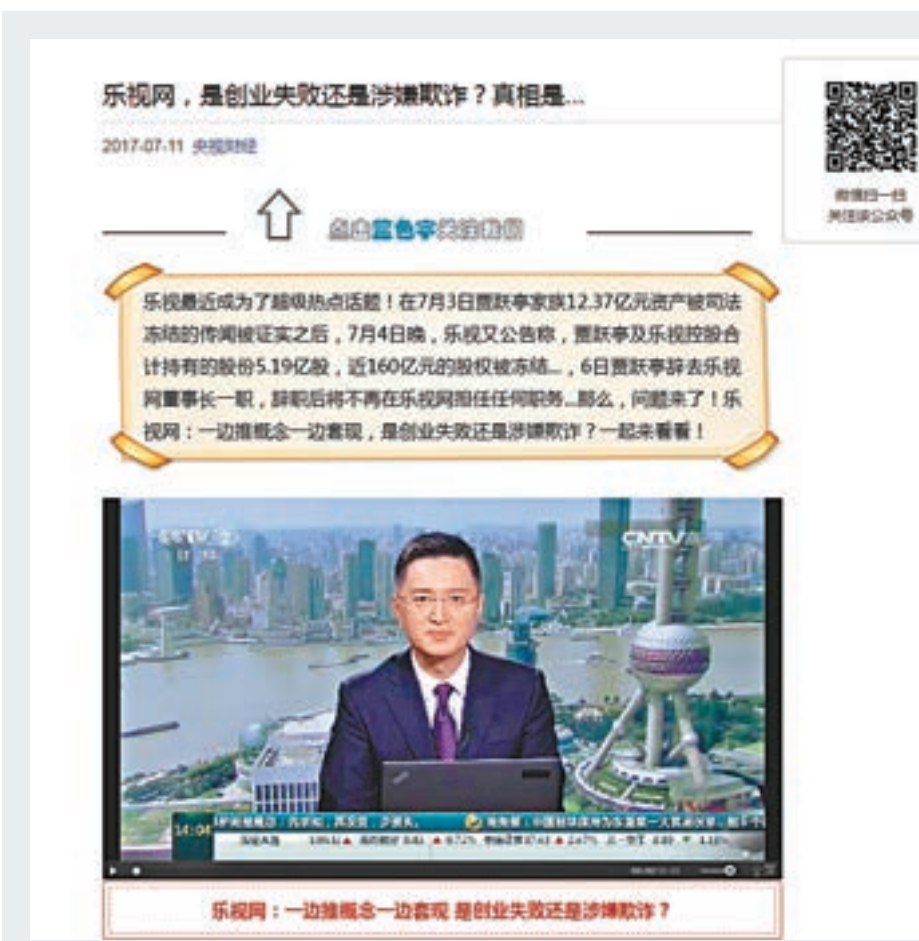 乐视网，是创业失败还是涉嫌欺诈？真相是...
2017-07-11 央视财经
微信扫一扫
关注该公众号
点击蓝色字关注我们
乐视最近成为了超级热点话题！在7月3日贾跃亭家族12.37亿元资产被司法
冻结的传闻被证实之后，7月4日晚，乐视又公告称，贾跃亭及乐视控股合
计持有的股份5.19亿股，近160亿元的股权被冻结...，6日贾跃亭辞去乐视
网董事长一职，辞职后将不再在乐视网担任任何职务...那么，问题来了！乐
视网：一边推概念一边套现，是创业失败还是涉嫌欺诈？一起来看看！
CNTV
14:04
乐视网：一边推概念一边套现 是创业失败还是涉嫌欺诈？